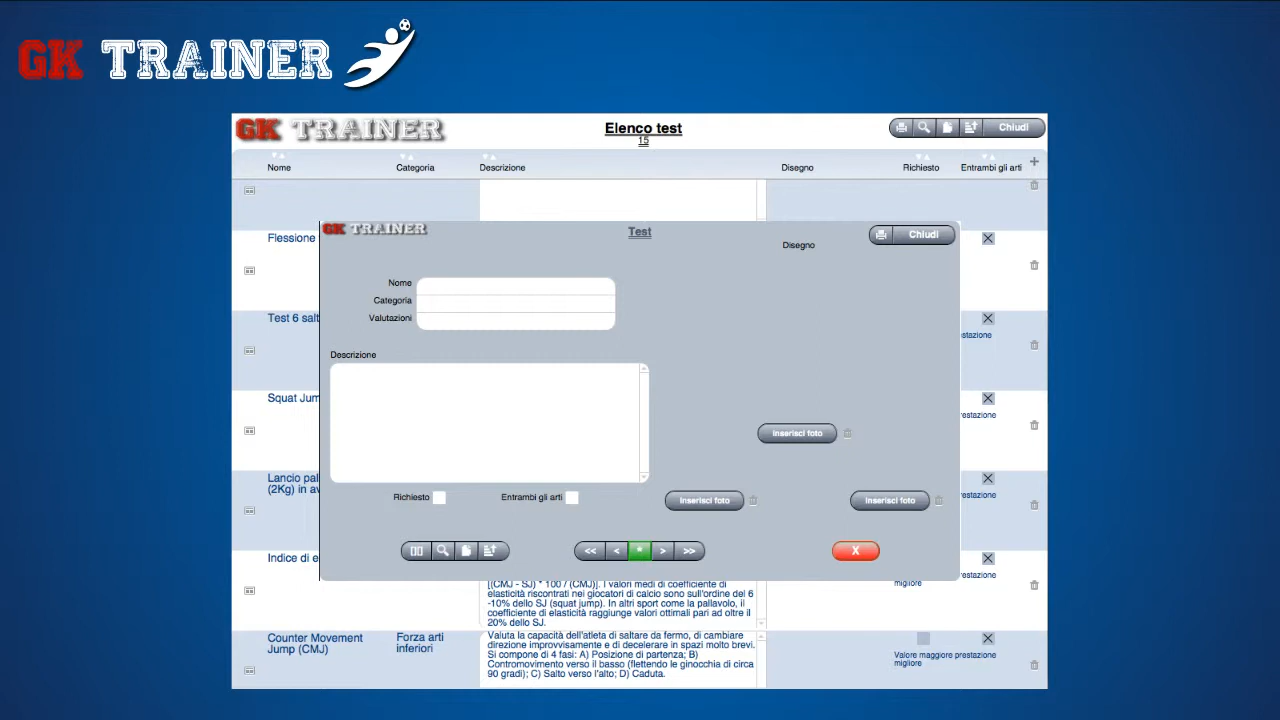 GK TRAINER
GK TRAINER
Elenco test
15
Chiudi
Nome Categoria Descrizione Disegno Richiesto Entrambi gli arti
GK TRAINER
Test
Chiudi
Disegno
Nome
Categoria
Valutazioni
Descrizione
Inserisci foto
Richiesto
Entrambi gli arti
Inserisci foto
Inserisci foto
<< < * > >>
X
Flessione
Test 6 salt
estazione
Squat Jum
estazione
Lancio pal
(2Kg) in av
estazione
Indice di e
estazione
migliore
[(CMJ - SJ) * 100 / (CMJ)]. I valori medi di coefficiente di
elasticità riscontrati nei giocatori di calcio sono sull'ordine del 6
-10% dello SJ (squat jump). In altri sport come la pallavolo, il
coefficiente di elasticità raggiunge valori ottimali pari ad oltre il
20% dello SJ.
Counter Movement
Jump (CMJ)
Forza arti
inferiori
Valuta la capacità dell'atleta di saltare da fermo, di cambiare
direzione improvvisamente e di decelerare in spazi molto brevi.
Si compone di 4 fasi: A) Posizione di partenza; B)
Contromovimento verso il basso (flettendo le ginocchia di circa
90 gradi); C) Salto verso l'alto; D) Caduta.
Valore maggiore prestazione
migliore